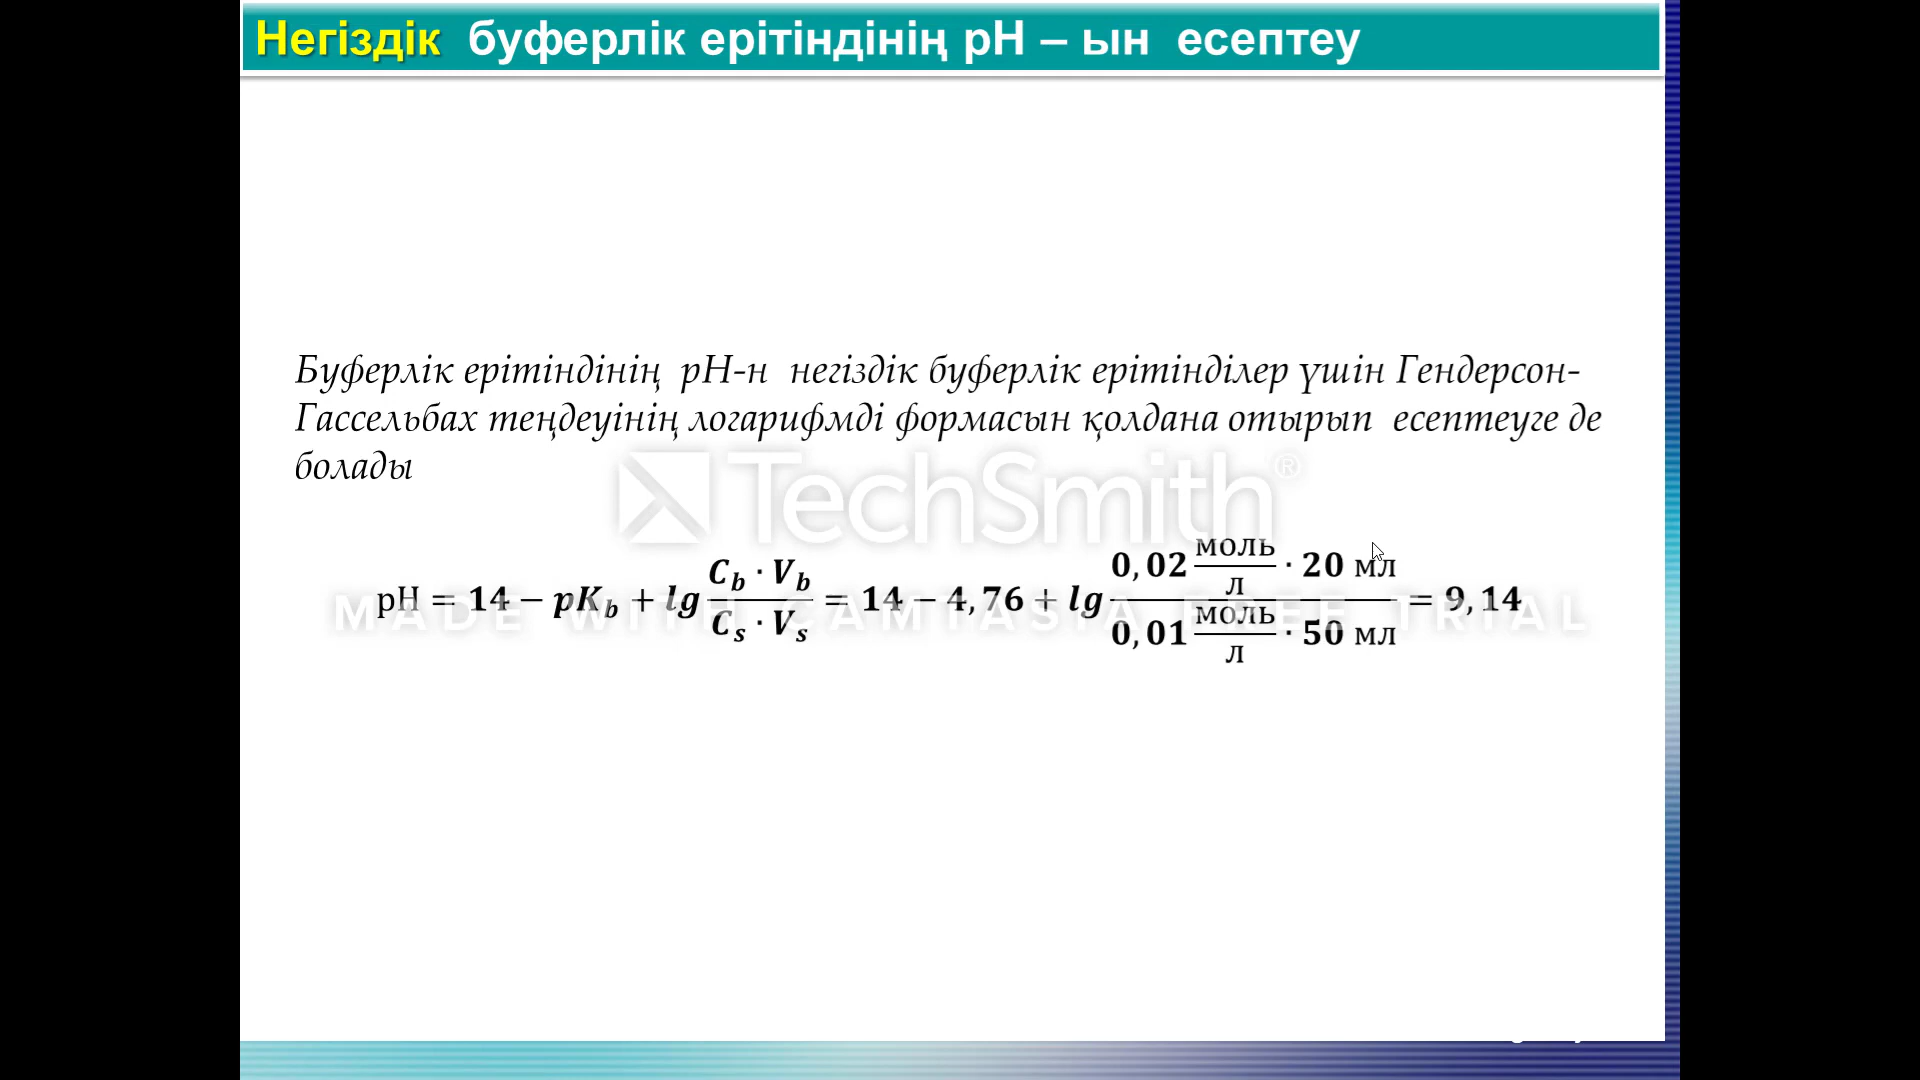 Негіздік буферлік ерітіндінің рН – ын есептеу
Буферлік ерітіндінің рН-н негіздік буферлік ерітінділер үшін Гендерсон-
Гассельбах теңдеуінің логарифмді формасын қолдана отырып есептеуге де
болады
TechSmith®
pH = 14 − pK_b + lg (C_b · V_b)/(C_s · V_s) = 14 − 4,76 + lg (0,02 моль/л · 20 мл)/(0,01 моль/л · 50 мл) = 9,14
MADE WITH CAMTASIA FREE TRIAL